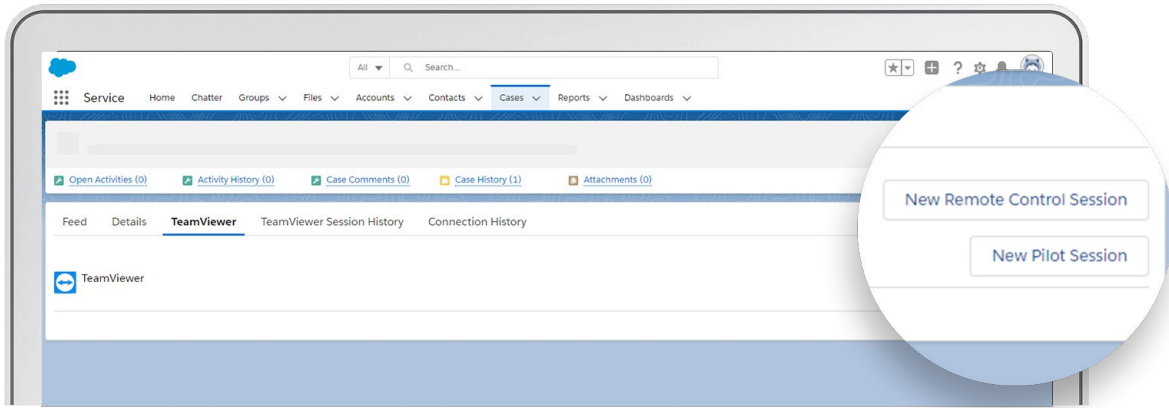 All Search...
Service Home Chatter Groups Files Accounts Contacts Cases Reports Dashboards
Open Activities (0) Activity History (0) Case Comments (0) Case History (1) Attachments (0)
Feed Details TeamViewer TeamViewer Session History Connection History
TeamViewer
New Remote Control Session
New Pilot Session